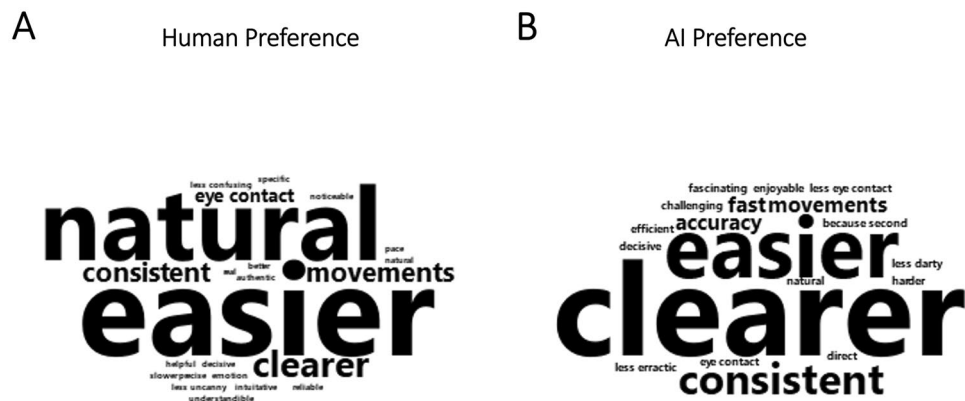 A
Human Preference
less confusing
specific
eye contact
noticeable
natural
pace
natural
consistent
real
better
authentic
movements
easier
helpful decisive
clearer
slower precise emotion
less uncanny intuitative reliable
understandible
B
AI Preference
fascinating enjoyable less eye contact
challenging
fast movements
efficient
accuracy
because second
decisive
easier
less darty
natural
harder
clearer
direct
less erractic
eye contact
consistent